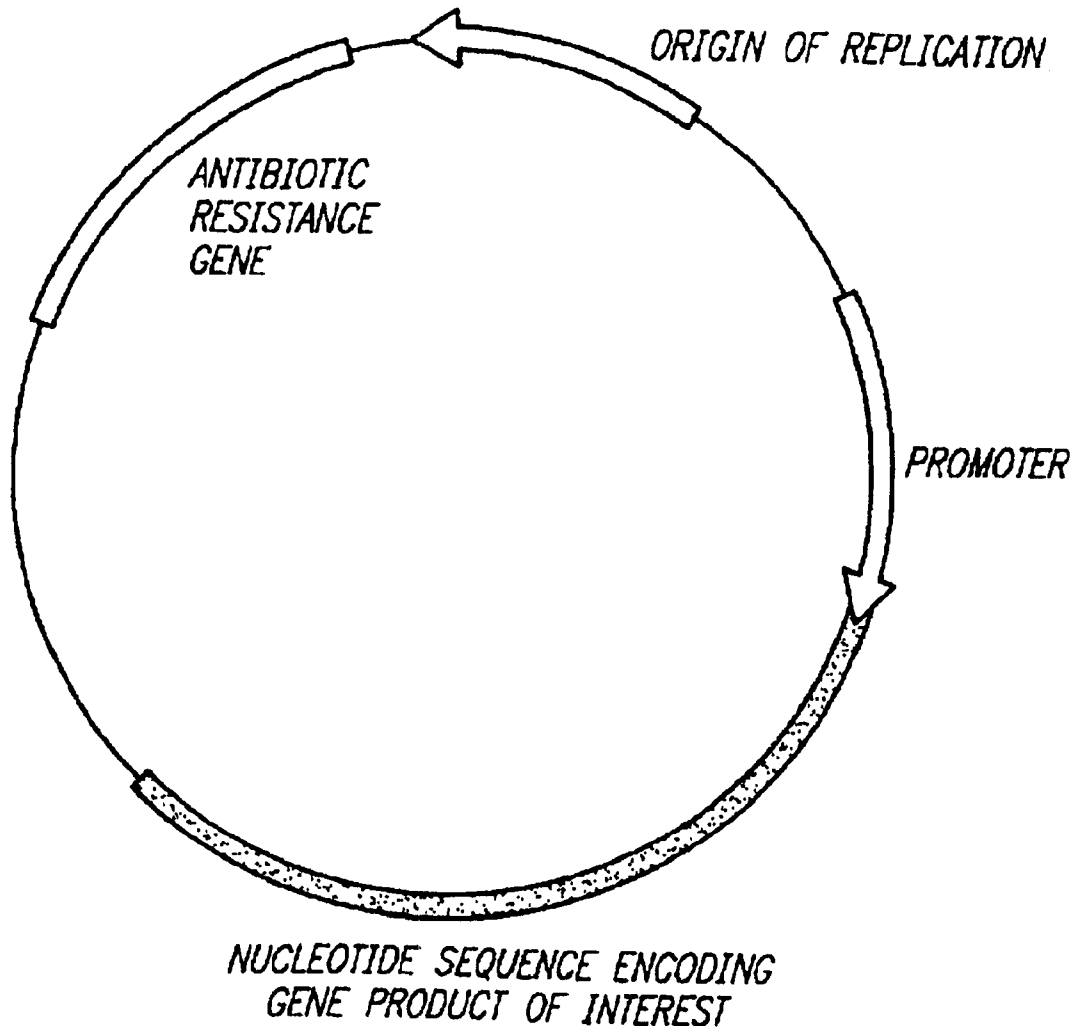 ORIGIN OF REPLICATION
ANTIBIOTIC
RESISTANCE
GENE
PROMOTER
NUCLEOTIDE SEQUENCE ENCODING
GENE PRODUCT OF INTEREST